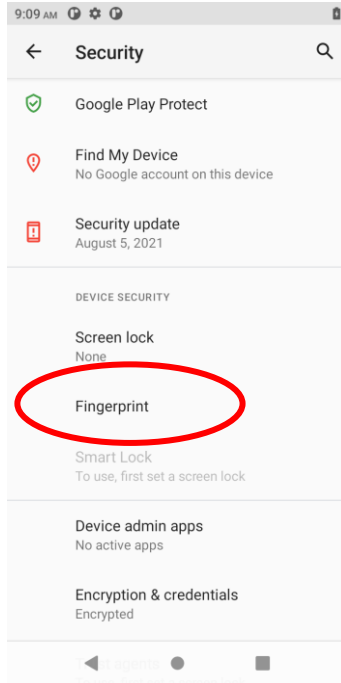 9:09 AM
Security
Google Play Protect
Find My Device
No Google account on this device
Security update
August 5, 2021
DEVICE SECURITY
Screen lock
None
Fingerprint
Smart Lock
To use, first set a screen lock
Device admin apps
No active apps
Encryption & credentials
Encrypted